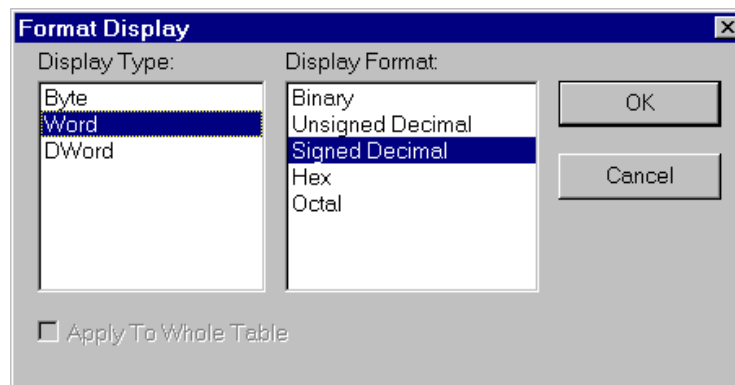 Format Display
Display Type:
Display Format:
Byte
Word
DWord
Binary
Unsigned Decimal
Signed Decimal
Hex
Octal
OK
Cancel
Apply To Whole Table